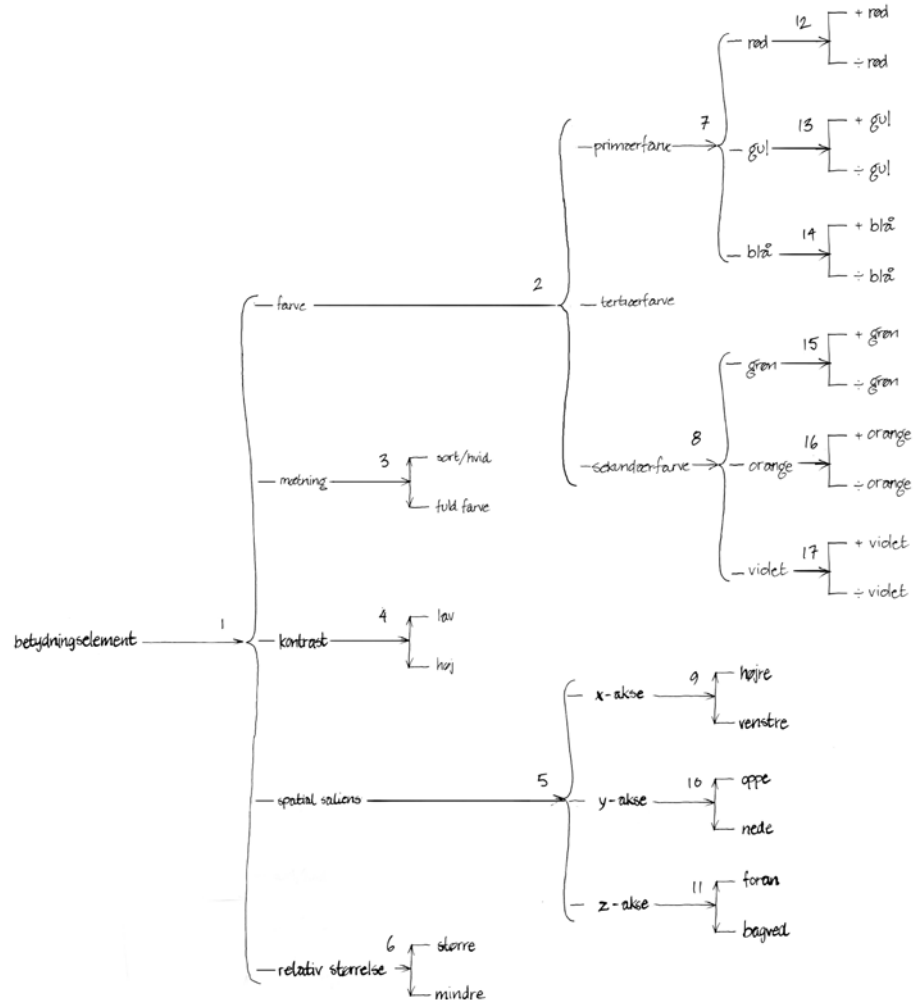 betydningselement
1
farve
2
primærfarve
7
rød
12
+ rød
÷ rød
gul
13
+ gul
÷ gul
blå
14
+ blå
÷ blå
tertiærfarve
sekundærfarve
8
grøn
15
+ grøn
÷ grøn
orange
16
+ orange
÷ orange
violet
17
+ violet
÷ violet
mætning
3
sort/hvid
fuld farve
kontrast
4
lav
høj
spatial saliens
5
x-akse
9
højre
venstre
y-akse
10
oppe
nede
z-akse
11
foran
bagved
relativ størrelse
6
større
mindre